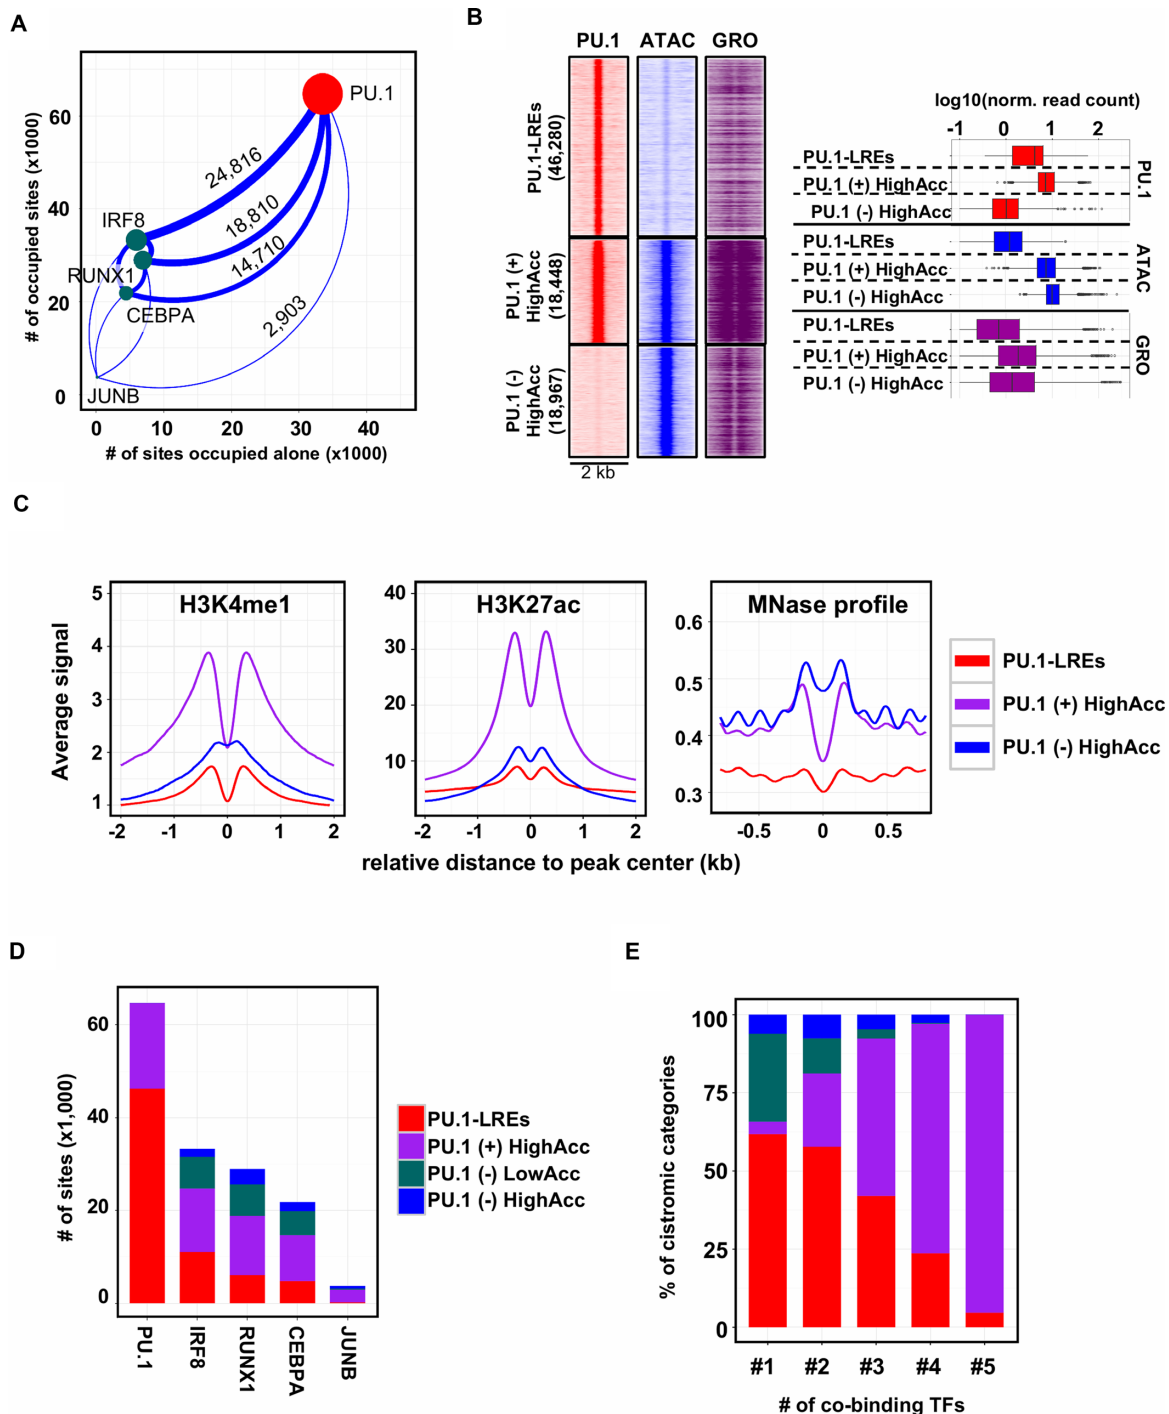 A
# of occupied sites (x1000)
60
40
20
0
PU.1
24,816
18,810
14,710
2,903
IRF8
RUNX1
CEBPA
JUNB
0 10 20 30 40
# of sites occupied alone (x1000)
B
PU.1 ATAC GRO
PU.1-LREs
(46,280)
PU.1 (+)
HighAcc
(18,448)
PU.1 (-)
HighAcc
(18,967)
2 kb
log10(norm. read count)
-1 0 1 2
PU.1-LREs
PU.1 (+) HighAcc
PU.1 (-) HighAcc
PU.1
PU.1-LREs
PU.1 (+) HighAcc
PU.1 (-) HighAcc
ATAC
PU.1-LREs
PU.1 (+) HighAcc
PU.1 (-) HighAcc
GRO
C
Average signal
H3K4me1
5
4
3
2
1
-2 -1 0 1 2
H3K27ac
40
30
20
10
-2 -1 0 1 2
MNase profile
0.6
0.5
0.4
0.3
-0.5 0 0.5
relative distance to peak center (kb)
PU.1-LREs
PU.1 (+) HighAcc
PU.1 (-) HighAcc
D
# of sites (x1,000)
60
40
20
0
PU.1
IRF8
RUNX1
CEBPA
JUNB
PU.1-LREs
PU.1 (+) HighAcc
PU.1 (-) LowAcc
PU.1 (-) HighAcc
E
% of cistromic categories
100
75
50
25
0
#1 #2 #3 #4 #5
# of co-binding TFs